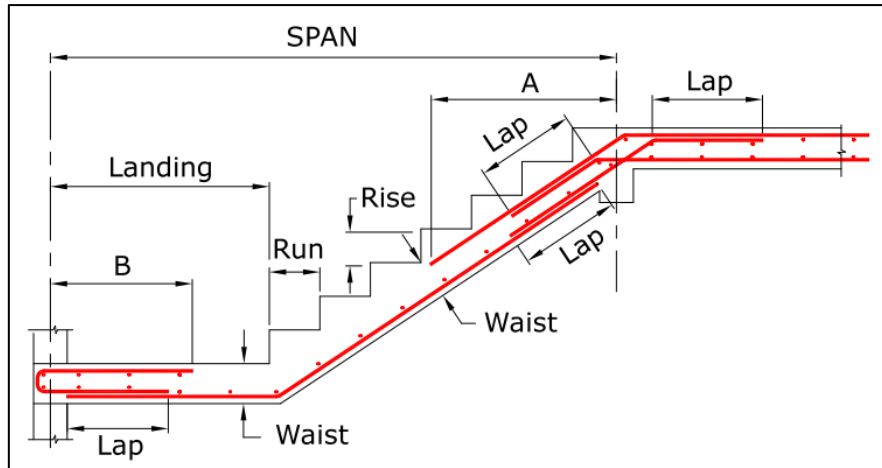 SPAN
A
Lap
Lap
Landing
Rise
Run
B
Lap
Waist
Waist
Lap